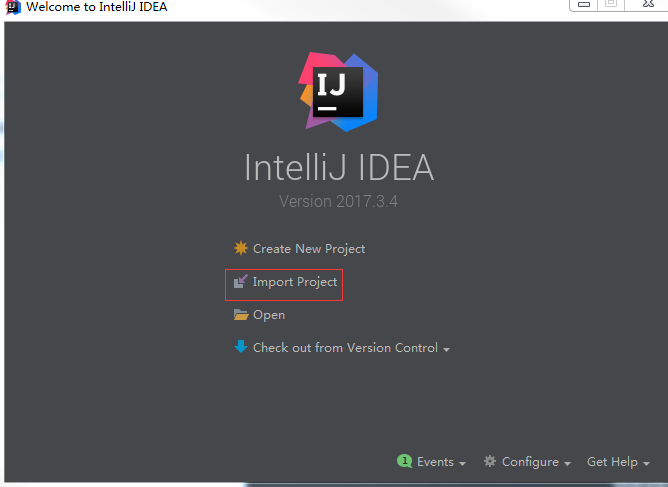 Welcome to IntelliJ IDEA
IJ
IntelliJ IDEA
Version 2017.3.4
Create New Project
Import Project
Open
Check out from Version Control
1 Events Configure Get Help